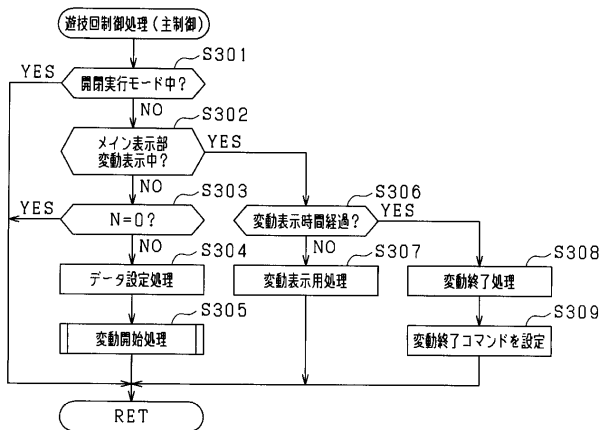 遊技回制御処理(主制御)
S301
YES
開閉実行モード中?
NO
S302
メイン表示部
変動表示中?
YES
NO
S303
YES
N=0?
NO
S306
変動表示時間経過?
YES
NO
S304
データ設定処理
S307
変動表示用処理
S308
変動終了処理
S305
変動開始処理
S309
変動終了コマンドを設定
RET